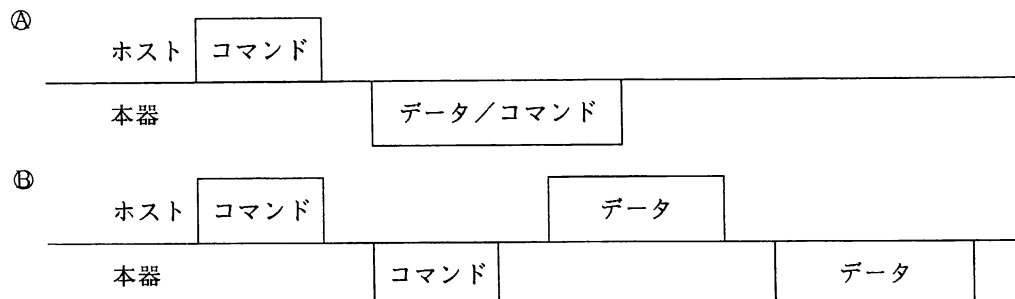 Ⓐ
ホスト コマンド
本器 データ/コマンド
Ⓑ
ホスト コマンド データ
本器 コマンド データ